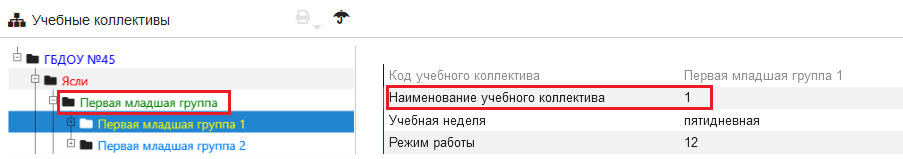 Учебные коллективы
ГБДОУ №45
Ясли
Первая младшая группа
Первая младшая группа 1
Первая младшая группа 2
Код учебного коллектива Первая младшая группа 1
Наименование учебного коллектива 1
Учебная неделя пятидневная
Режим работы 12